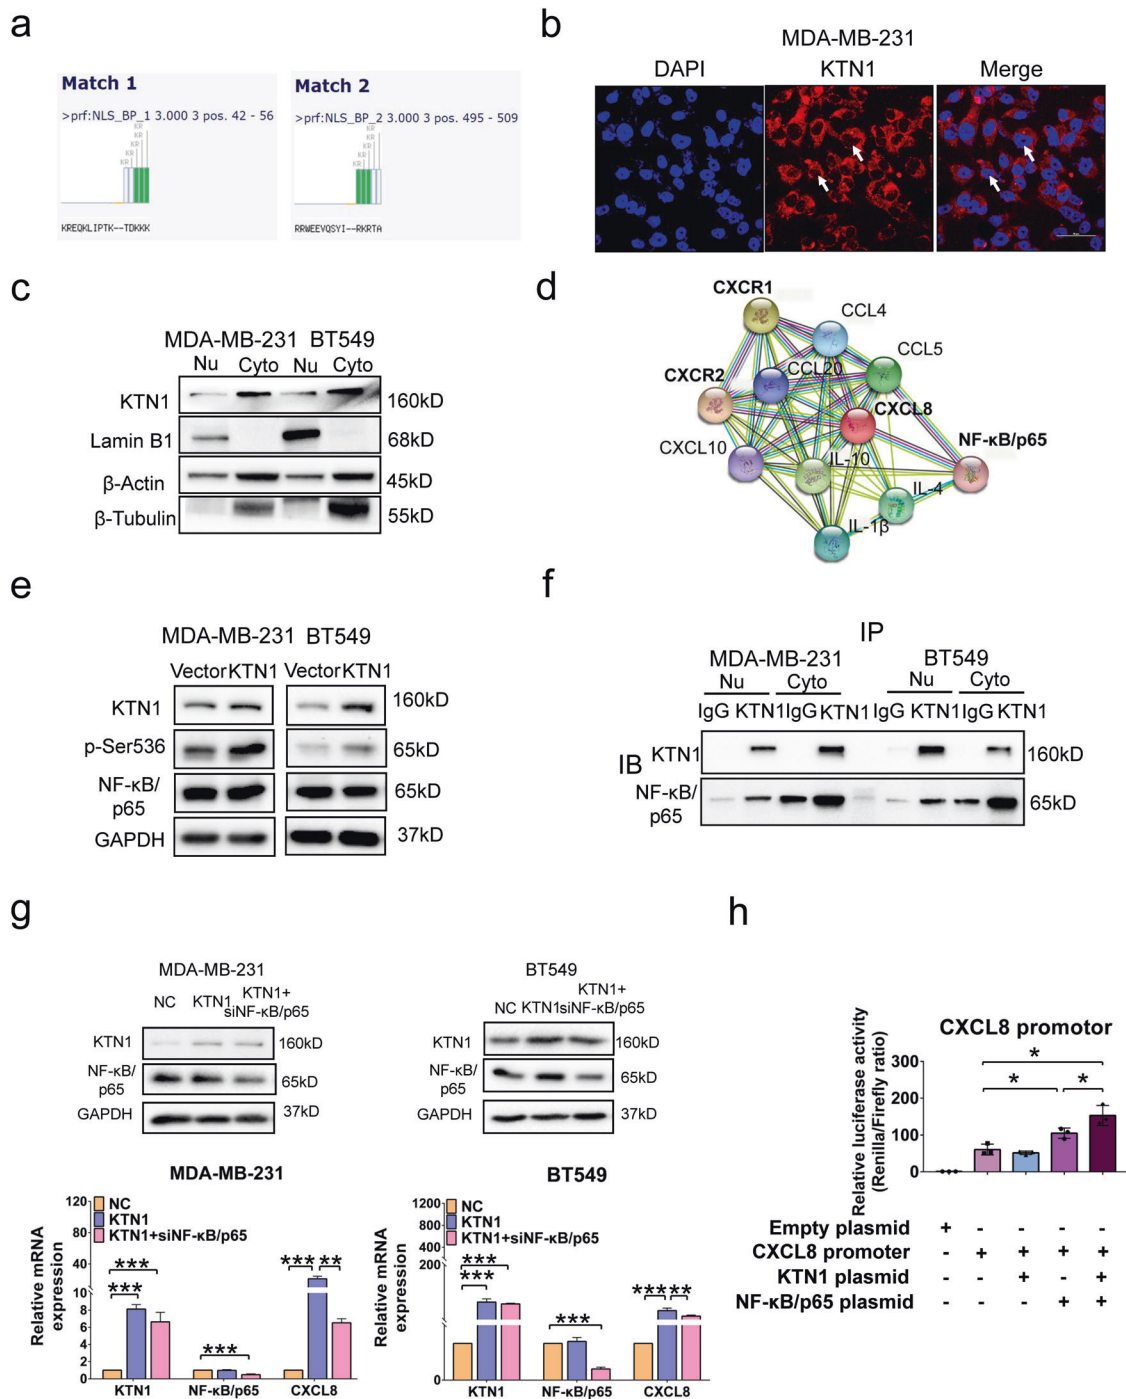 a
Match 1
>prf:NLS_BP_1 3.000 3 pos. 42 - 56
KR
KR
KR
KREQKLIPTK--TDKKK
Match 2
>prf:NLS_BP_2 3.000 3 pos. 495 - 509
KR
KR
KR
RRWEEVQSYI--RKRTA
b
MDA-MB-231
DAPI KTN1 Merge
c
MDA-MB-231 BT549
Nu Cyto Nu Cyto
KTN1 160kD
Lamin B1 68kD
β-Actin 45kD
β-Tubulin 55kD
d
CXCR1
CCL4
CCL5
CXCR2
CCL20
CXCL8
CXCL10
IL-10
NF-κB/p65
IL-4
IL-1β
e
MDA-MB-231 BT549
Vector KTN1 Vector KTN1
KTN1 160kD
p-Ser536 65kD
NF-κB/
p65 65kD
GAPDH 37kD
f
IP
MDA-MB-231 BT549
Nu Cyto Nu Cyto
IgG KTN1 IgG KTN1 IgG KTN1 IgG KTN1
IB
KTN1 160kD
NF-κB/
p65 65kD
g
MDA-MB-231
NC KTN1 KTN1+
siNF-κB/p65
KTN1 160kD
NF-κB/
p65 65kD
GAPDH 37kD
BT549
NC KTN1 KTN1+
siNF-κB/p65
KTN1 160kD
NF-κB/
p65 65kD
GAPDH 37kD
MDA-MB-231
Relative mRNA
expression
120
80
40
10
8
6
4
2
0
NC
KTN1
KTN1+siNF-κB/p65
***
***
***
*** **
KTN1 NF-κB/p65 CXCL8
BT549
Relative mRNA
expression
1200
800
400
200
0
NC
KTN1
KTN1+siNF-κB/p65
***
***
***
*** **
KTN1 NF-κB/p65 CXCL8
h
CXCL8 promotor
Relative luciferase activity
(Renilla/Firefly ratio)
300
200
100
0
*
* *
Empty plasmid + - - - -
CXCL8 promoter - + + + +
KTN1 plasmid - - + - +
NF-κB/p65 plasmid - - - + +